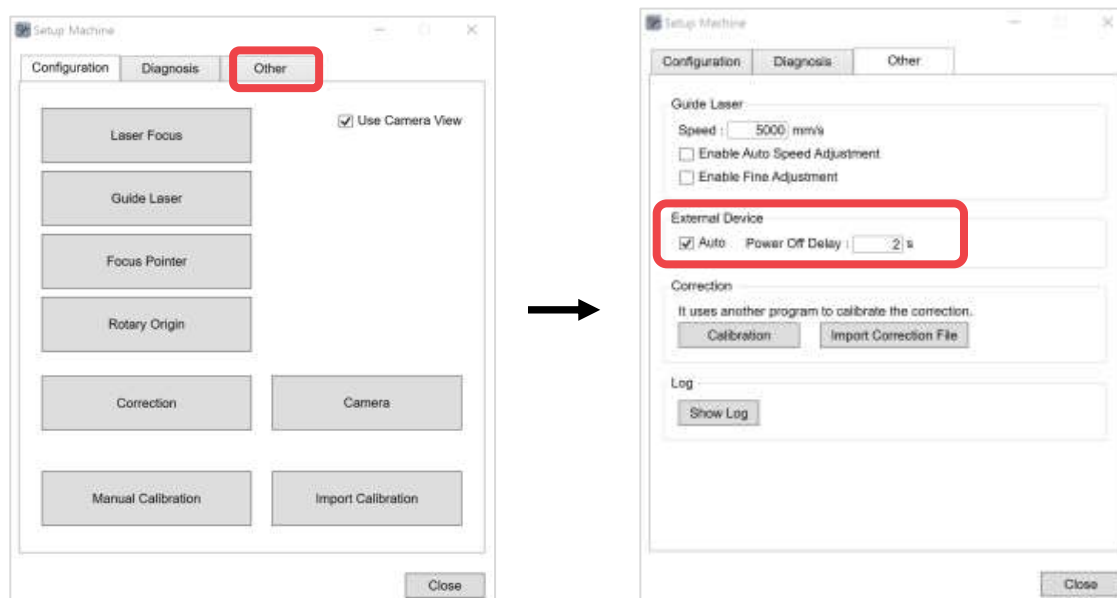 Setup Machine
Configuration Diagnosis Other
Laser Focus
Use Camera View
Guide Laser
Focus Pointer
Rotary Origin
Correction Camera
Manual Calibration Import Calibration
Close
Setup Machine
Configuration Diagnosis Other
Guide Laser
Speed : 5000 mm/s
Enable Auto Speed Adjustment
Enable Fine Adjustment
External Device
Auto Power Off Delay : 2 s
Correction
It uses another program to calibrate the correction.
Calibration Import Correction File
Log
Show Log
Close